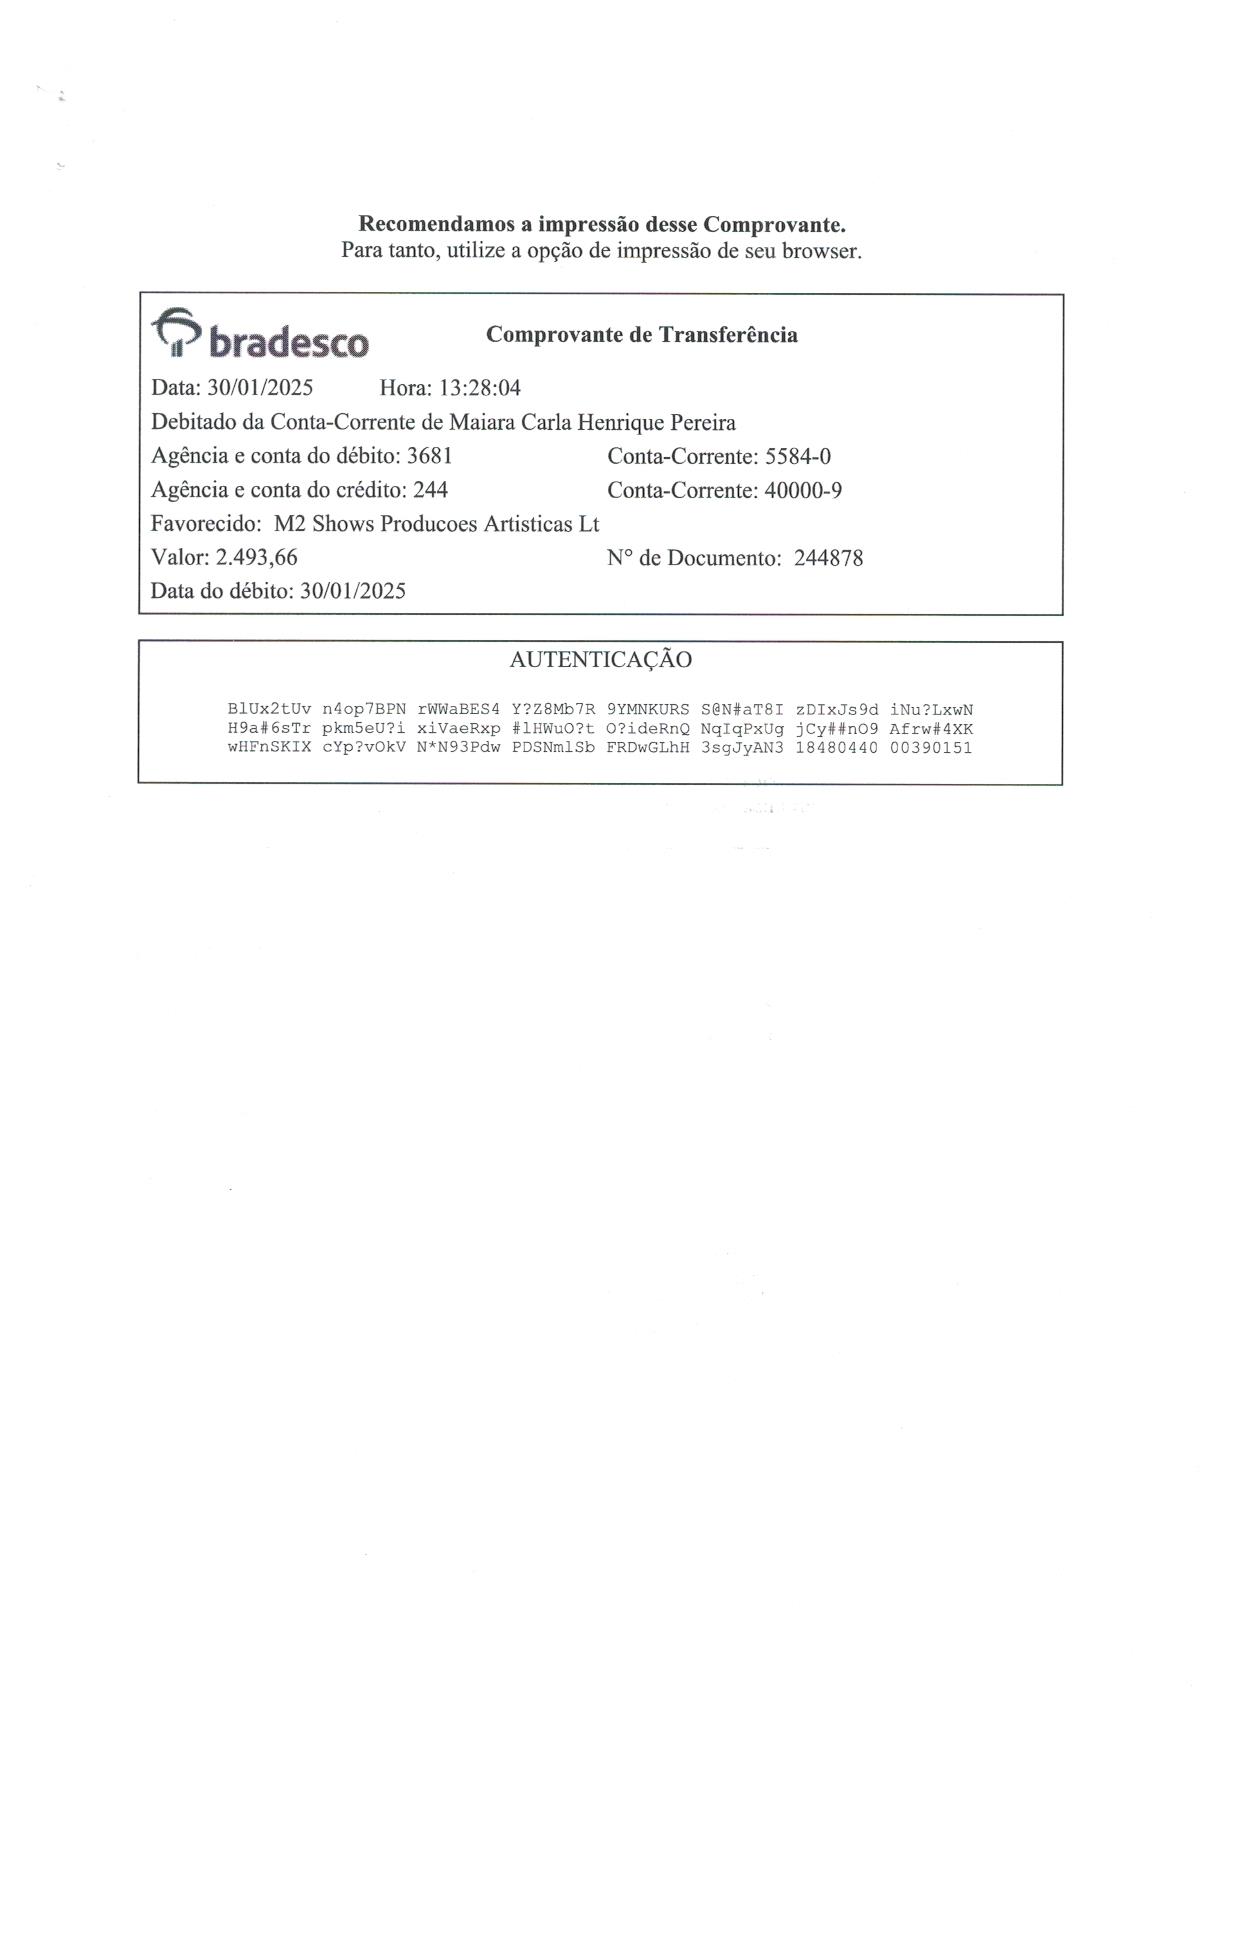 Recomendamos a impressão desse Comprovante.
Para tanto, utilize a opção de impressão de seu browser.
bradesco
Comprovante de Transferência
Data: 30/01/2025 Hora: 13:28:04
Debitado da Conta-Corrente de Maiara Carla Henrique Pereira
Agência e conta do débito: 3681 Conta-Corrente: 5584-0
Agência e conta do crédito: 244 Conta-Corrente: 40000-9
Favorecido: M2 Shows Producoes Artisticas Lt
Valor: 2.493,66 N° de Documento: 244878
Data do débito: 30/01/2025
AUTENTICAÇÃO
BlUx2tUv n4op7BPN rWWaBES4 Y?Z8Mb7R 9YMNKURS S@N#aT8I zDIxJs9d iNu?LxwN
H9a#6sTr pkm5eU?i xiVaeRxp #lHWuO?t O?ideRnQ NqIqPxUg jCy##nO9 Afrw#4XK
wHFnSKIX cYp?vOkV N*N93Pdw PDSNmlSb FRDwGLhH 3sgJyAN3 18480440 00390151